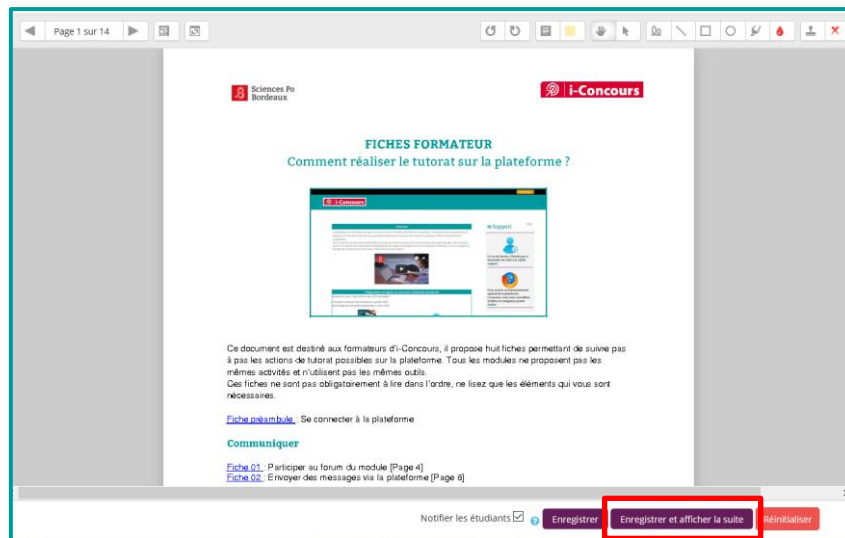 Page 1 sur 14
Sciences Po
Bordeaux
i-Concours
FICHES FORMATEUR
Comment réaliser le tutorat sur la plateforme ?
i-Concours
Support
Ce document est destiné aux formateurs d'i-Concours, il propose huit fiches permettant de suivre pas
à pas les actions de tutorat possibles sur la plateforme. Tous les modules ne proposent pas les
mêmes activités et n'utilisent pas les mêmes outils.
Ces fiches ne sont pas obligatoirement à lire dans l'ordre, ne lisez que les éléments qui vous sont
nécessaires.
Fiche préambule : Se connecter à la plateforme
Communiquer
Fiche 01 : Participer au forum du module [Page 4]
Fiche 02 : Envoyer des messages via la plateforme [Page 6]
Notifier les étudiants
Enregistrer
Enregistrer et afficher la suite
Réinitialiser